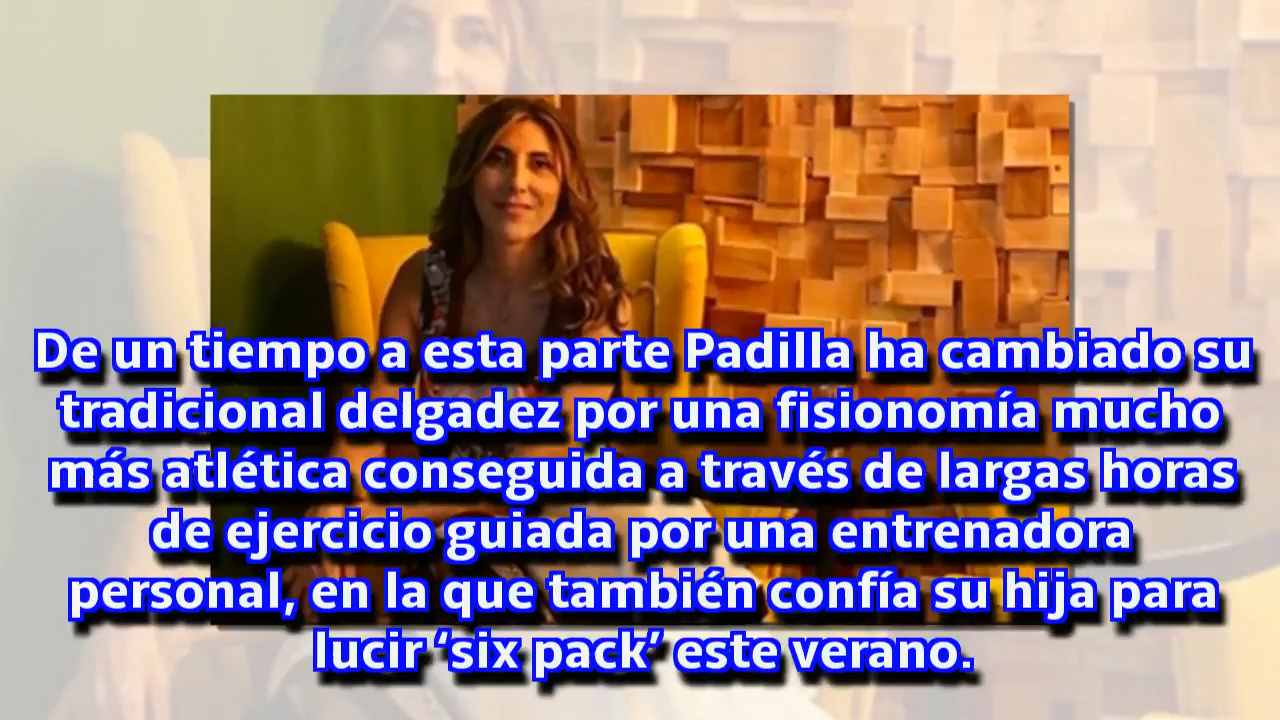 De un tiempo a esta parte Padilla ha cambiado su
tradicional delgadez por una fisionomía mucho
más atlética conseguida a través de largas horas
de ejercicio guiada por una entrenadora
personal, en la que también confía su hija para
lucir ‘six pack’ este verano.